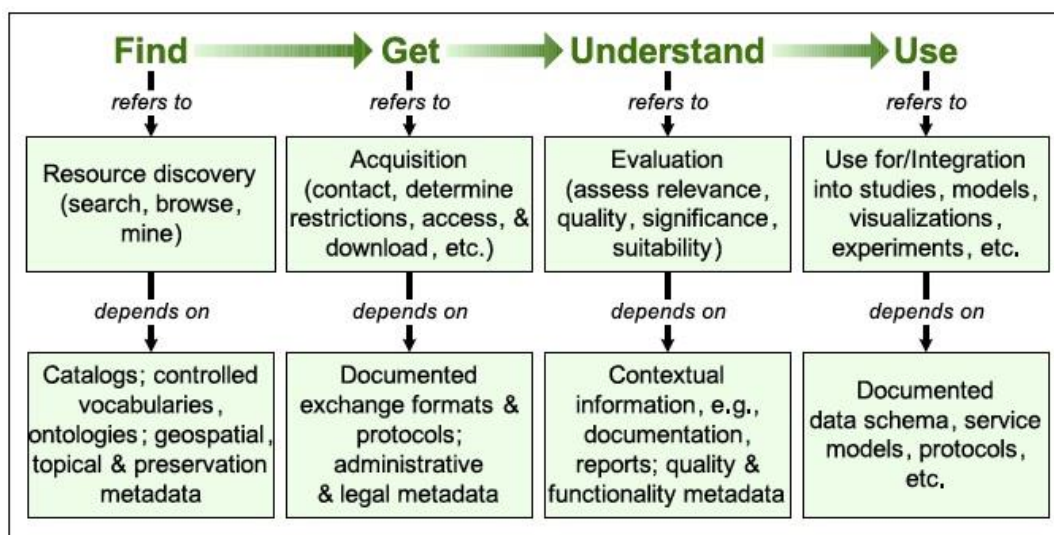 Find Get Understand Use
refers to refers to refers to refers to
Resource discovery
(search, browse,
mine)
Acquisition
(contact, determine
restrictions, access, &
download, etc.)
Evaluation
(assess relevance,
quality, significance,
suitability)
Use for/Integration
into studies, models,
visualizations,
experiments, etc.
depends on depends on depends on depends on
Catalogs; controlled
vocabularies,
ontologies; geospatial,
topical & preservation
metadata
Documented
exchange formats &
protocols;
administrative
& legal metadata
Contextual
information, e.g.,
documentation,
reports; quality &
functionality metadata
Documented
data schema, service
models, protocols,
etc.